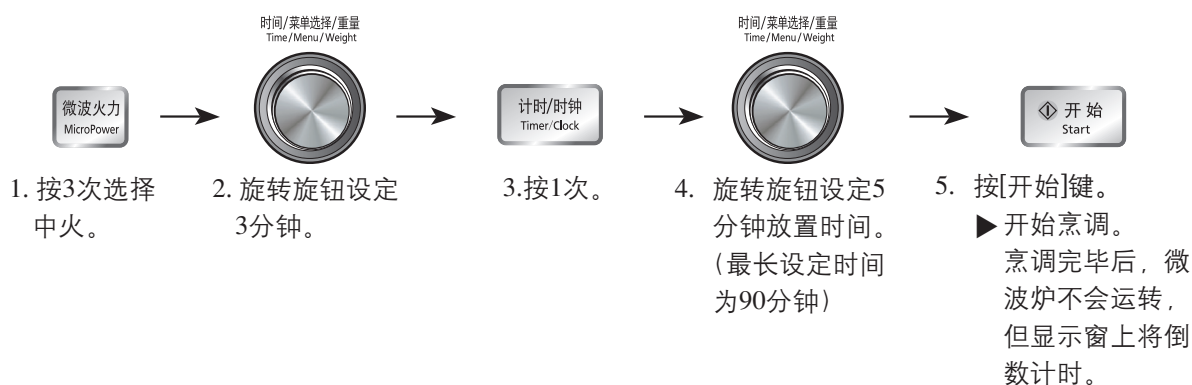 时间/菜单选择/重量
Time/Menu/Weight
时间/菜单选择/重量
Time/Menu/Weight
微波火力
MicroPower
计时/时钟
Timer/Clock
开始
Start
1. 按3次选择
中火。
2. 旋转旋钮设定
3分钟。
3.按1次。
4. 旋转旋钮设定5
分钟放置时间。
(最长设定时间
为90分钟)
5. 按[开始]键。
▶开始烹调。
烹调完毕后，微
波炉不会运转，
但显示窗上将倒
数计时。